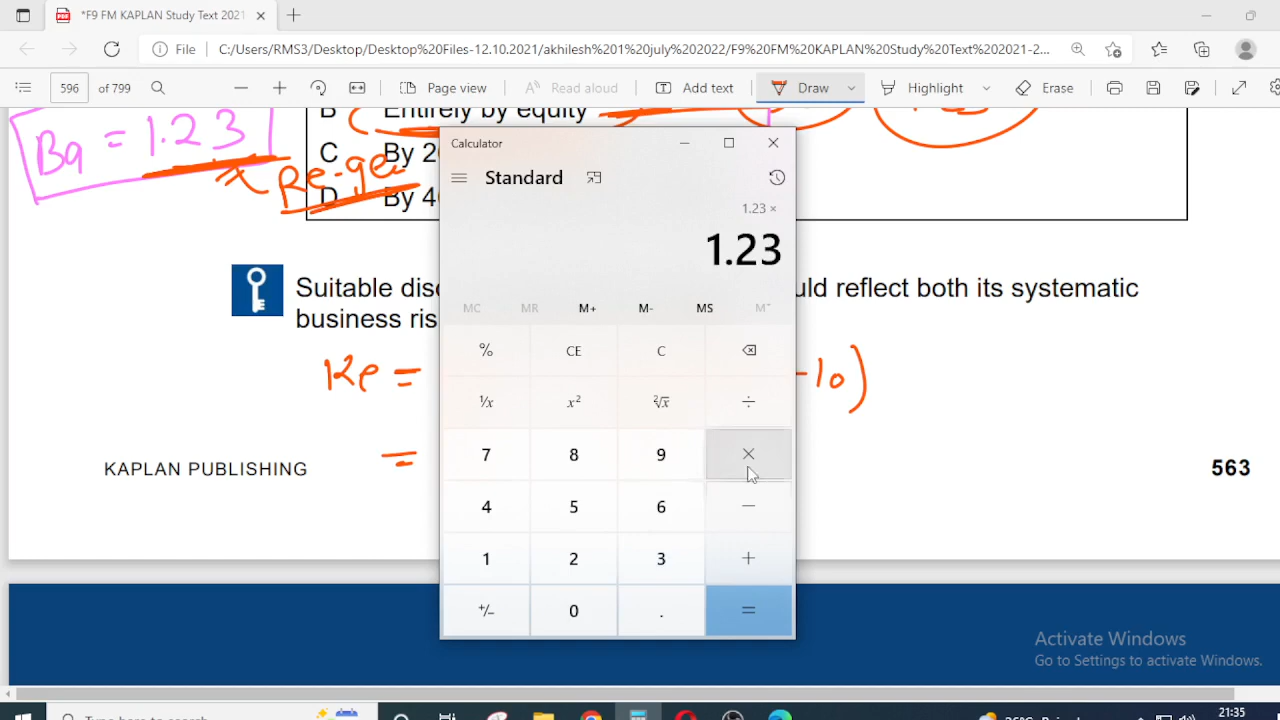 *F9 FM KAPLAN Study Text 2021
File C:/Users/RMS3/Desktop/Desktop%20Files-12.10.2021/akhilesh%201%20july%202022/F9%20FM%20KAPLAN%20Study%20Text%202021-2...
596 of 799 Page view Read aloud Add text Draw Highlight Erase
B Entirely by equity
Ba = 1.23
C By 2
Re-ge
D By 4
Calculator
Standard
1.23 ×
1.23
MC MR M+ M- MS
% CE C
¹/x x² ²√x ÷
7 8 9 ×
4 5 6 −
1 2 3 +
+/− 0 . =
Suitable dis uld reflect both its systematic
business ris
Ke = -10)
=
KAPLAN PUBLISHING 563
Activate Windows
Go to Settings to activate Windows.
Type here to search
21:35